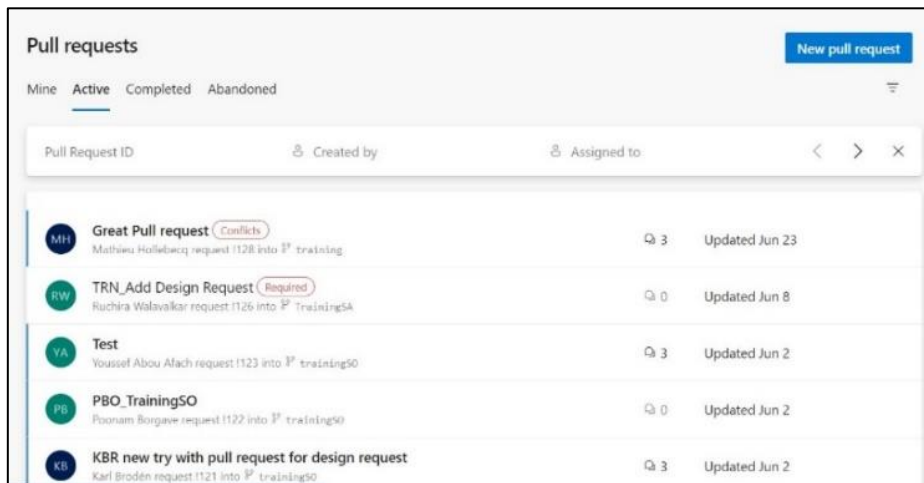 Pull requests
New pull request
Mine Active Completed Abandoned
Pull Request ID Created by Assigned to
MH Great Pull request Conflicts 3 Updated Jun 23
Mathieu Hollebecq request !128 into training
RW TRN_Add Design Request Required 0 Updated Jun 8
Ruchira Walavalkar request !126 into TrainingSA
YA Test 3 Updated Jun 2
Youssef Abou Afach request !123 into trainingSO
PB PBO_TrainingSO 0 Updated Jun 2
Poonam Borgave request !122 into trainingSO
KB KBR new try with pull request for design request 3 Updated Jun 2
Karl Brodén request !121 into trainingSO